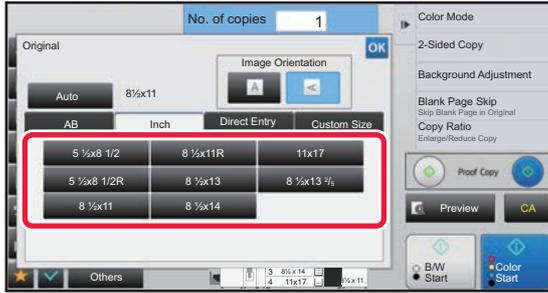 No. of copies 1
Original
OK
Image Orientation
A A
Auto 8½x11
AB Inch Direct Entry Custom Size
5 ½x8 1/2 8 ½x11R 11x17
5 ½x8 1/2R 8 ½x13 8 ½x13 ²/₅
8 ½x11 8 ½x14
Others
3 8½ x 14
4 11x17
8½ x 11
Color Mode
2-Sided Copy
Background Adjustment
Blank Page Skip
Skip Blank Page in Original
Copy Ratio
Enlarge/Reduce Copy
Proof Copy
Preview CA
B/W Start
Color Start